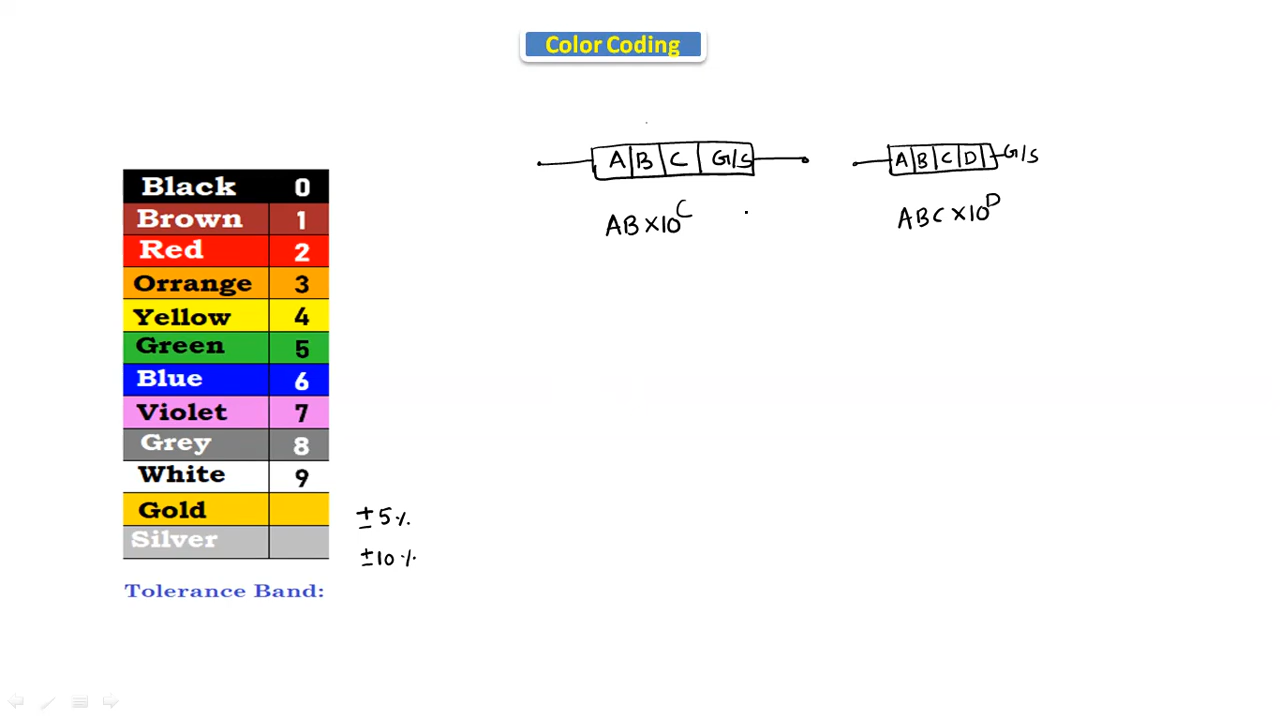 Color Coding
A B C G/S
A B C D G/S
AB×10^C
ABC×10^D
Black 0
Brown 1
Red 2
Orrange 3
Yellow 4
Green 5
Blue 6
Violet 7
Grey 8
White 9
Gold ±5%
Silver ±10%
Tolerance Band: